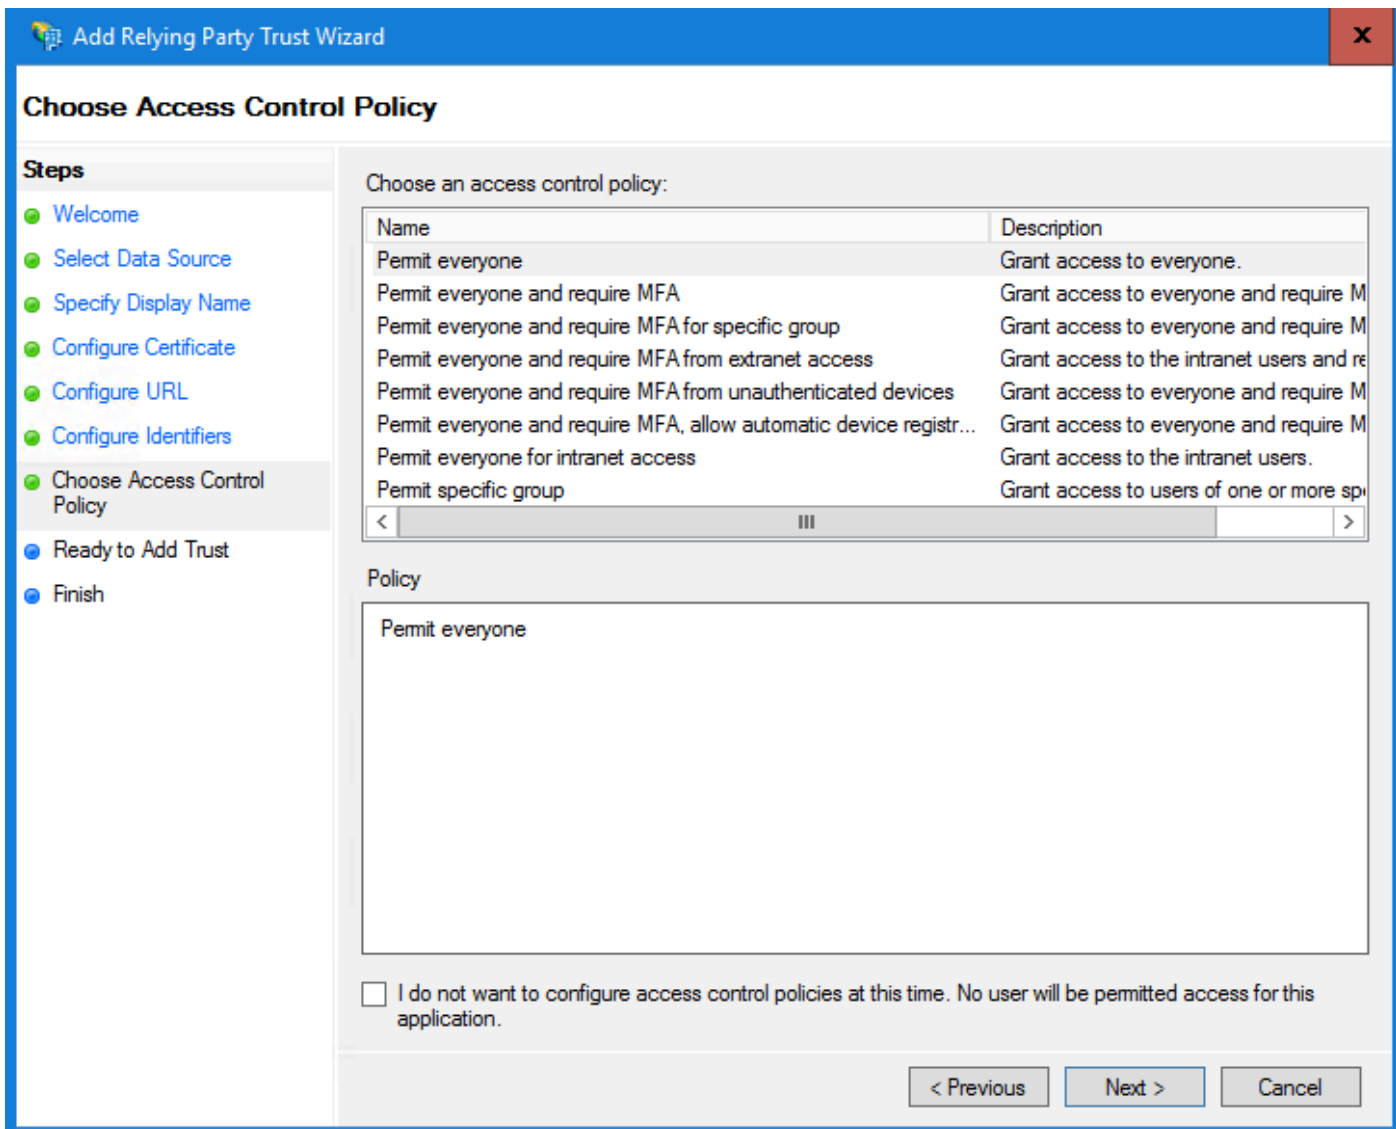 Add Relying Party Trust Wizard
x
Choose Access Control Policy
Steps
Welcome
Select Data Source
Specify Display Name
Configure Certificate
Configure URL
Configure Identifiers
Choose Access Control
Policy
Ready to Add Trust
Finish
Choose an access control policy:
Name Description
Permit everyone Grant access to everyone.
Permit everyone and require MFA Grant access to everyone and require M
Permit everyone and require MFA for specific group Grant access to everyone and require M
Permit everyone and require MFA from extranet access Grant access to the intranet users and re
Permit everyone and require MFA from unauthenticated devices Grant access to everyone and require M
Permit everyone and require MFA, allow automatic device registr... Grant access to everyone and require M
Permit everyone for intranet access Grant access to the intranet users.
Permit specific group Grant access to users of one or more spe
Policy
Permit everyone
I do not want to configure access control policies at this time. No user will be permitted access for this
application.
< Previous Next > Cancel